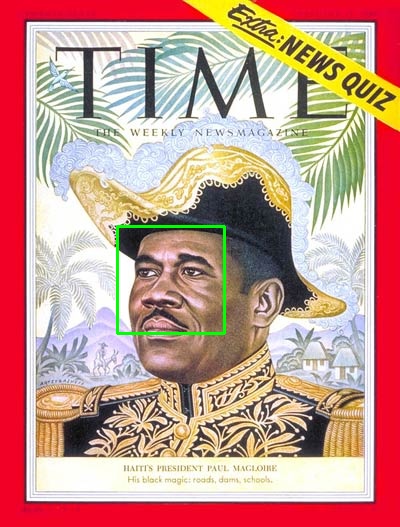 Extra: NEWS QUIZ
TIME
THE WEEKLY NEWSMAGAZINE
HAITI'S PRESIDENT PAUL MAGLOIRE
His black magic: roads, dams, schools.